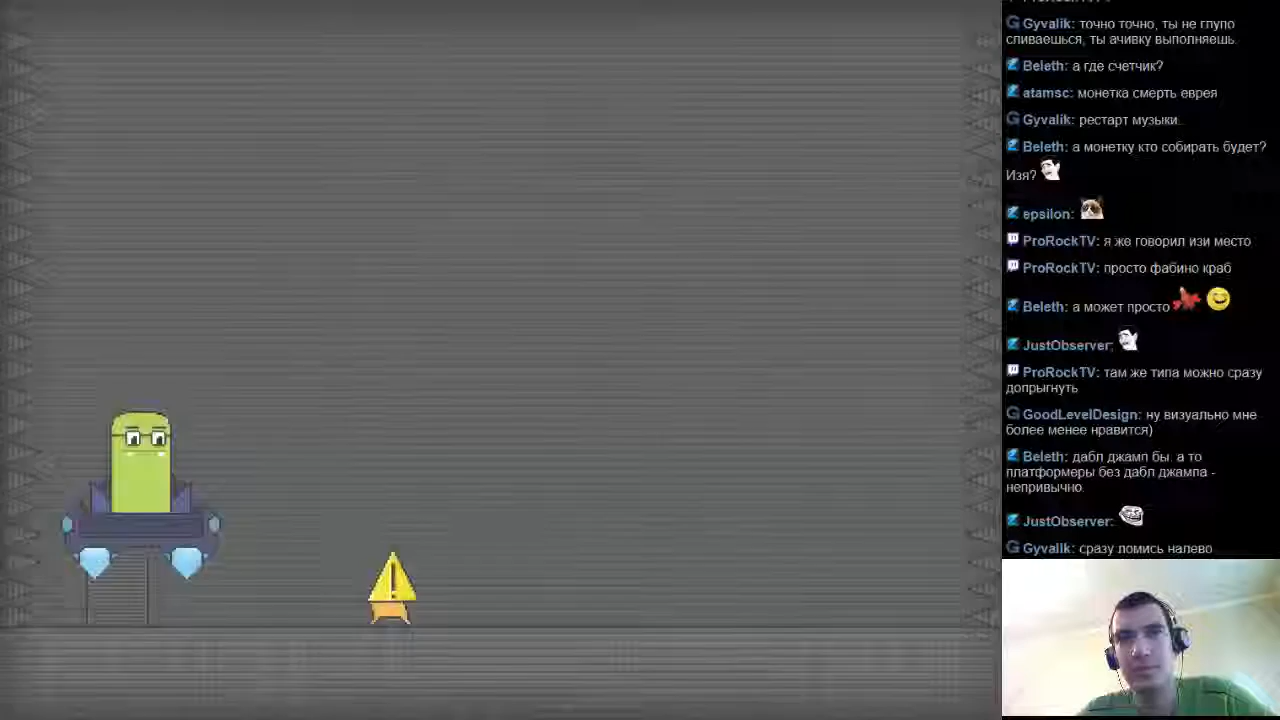 Gyvalik: точно точно, ты не глупо
сливаешься, ты ачивку выполняешь.
Beleth: а где счетчик?
atamsc: монетка смерть еврея
Gyvalik: рестарт музыки..
Beleth: а монетку кто собирать будет?
Изя?
epsilon:
ProRockTV: я же говорил изи место
ProRockTV: просто фабино краб
Beleth: а может просто
JustObserver:
ProRockTV: там же типа можно сразу
допрыгнуть
GoodLevelDesign: ну визуально мне
более менее нравится)
Beleth: дабл джамп бы. а то
платформеры без дабл джампа -
непривычно.
JustObserver:
Gyvalik: сразу ломись налево